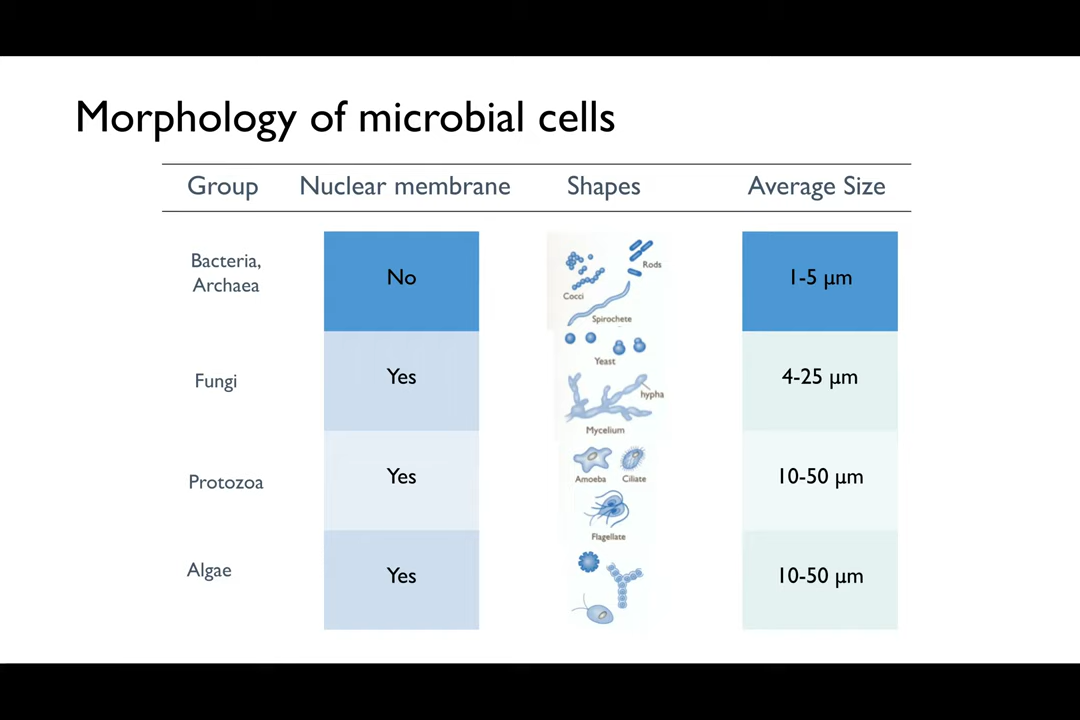 Morphology of microbial cells
Group Nuclear membrane Shapes Average Size
Bacteria,
Archaea
No
Rods
Cocci
Spirochete
1-5 µm
Fungi
Yes
Yeast
hypha
Mycelium
4-25 µm
Protozoa
Yes
Amoeba Ciliate
Flagellate
10-50 µm
Algae
Yes
10-50 µm